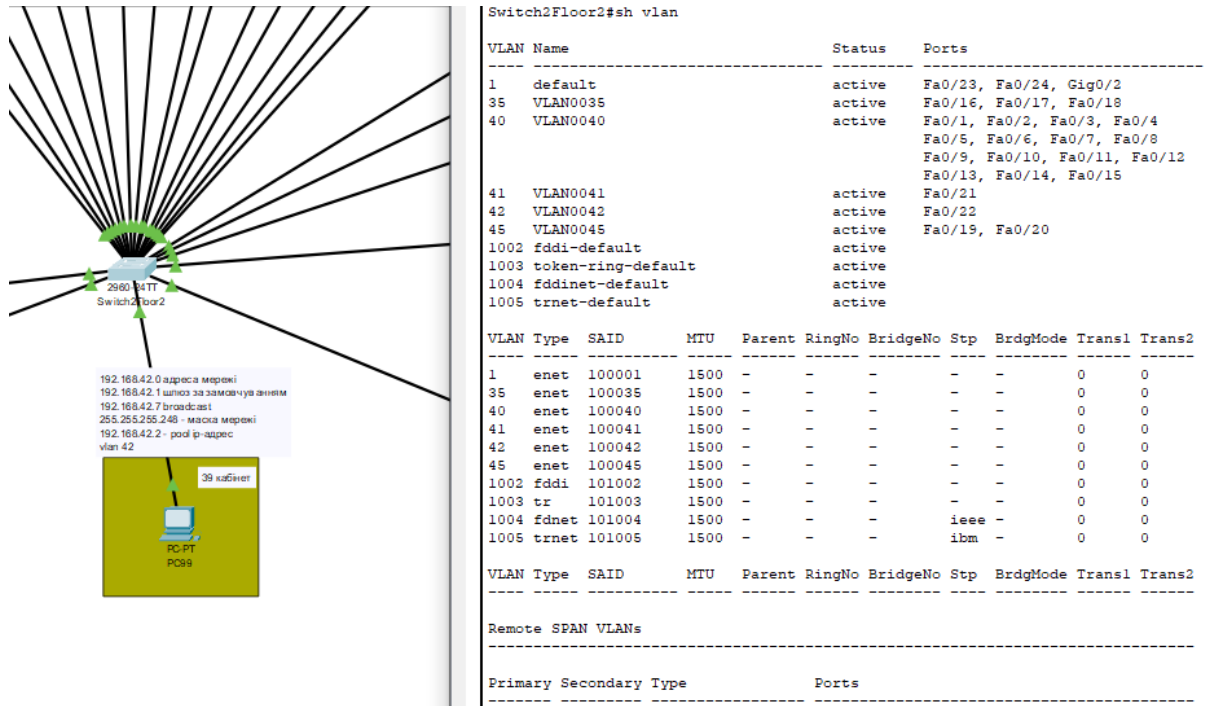 2960-24TT
Switch2Floor2
192.168.42.0 адреса мережі
192.168.42.1 шлюз за замовчуванням
192.168.42.7 broadcast
255.255.255.248 - маска мережі
192.168.42.2 - pool ip-адрес
vlan 42
39 кабінет
PC-PT
PC99
Switch2Floor2#sh vlan
VLAN Name                             Status    Ports
---- -------------------------------- --------- -------------------------------
1    default                          active    Fa0/23, Fa0/24, Gig0/2
35   VLAN0035                         active    Fa0/16, Fa0/17, Fa0/18
40   VLAN0040                         active    Fa0/1, Fa0/2, Fa0/3, Fa0/4
                                                Fa0/5, Fa0/6, Fa0/7, Fa0/8
                                                Fa0/9, Fa0/10, Fa0/11, Fa0/12
                                                Fa0/13, Fa0/14, Fa0/15
41   VLAN0041                         active    Fa0/21
42   VLAN0042                         active    Fa0/22
45   VLAN0045                         active    Fa0/19, Fa0/20
1002 fddi-default                     active
1003 token-ring-default               active
1004 fddinet-default                  active
1005 trnet-default                    active
VLAN Type  SAID       MTU   Parent RingNo BridgeNo Stp  BrdgMode Trans1 Trans2
---- ----- ---------- ----- ------ ------ -------- ---- -------- ------ ------
1    enet  100001     1500  -      -      -        -    -        0      0
35   enet  100035     1500  -      -      -        -    -        0      0
40   enet  100040     1500  -      -      -        -    -        0      0
41   enet  100041     1500  -      -      -        -    -        0      0
42   enet  100042     1500  -      -      -        -    -        0      0
45   enet  100045     1500  -      -      -        -    -        0      0
1002 fddi  101002     1500  -      -      -        -    -        0      0
1003 tr    101003     1500  -      -      -        -    -        0      0
1004 fdnet 101004     1500  -      -      -        ieee -        0      0
1005 trnet 101005     1500  -      -      -        ibm  -        0      0
VLAN Type  SAID       MTU   Parent RingNo BridgeNo Stp  BrdgMode Trans1 Trans2
---- ----- ---------- ----- ------ ------ -------- ---- -------- ------ ------
Remote SPAN VLANs
------------------------------------------------------------------------------
Primary Secondary Type              Ports
------- --------- ----------------- ------------------------------------------